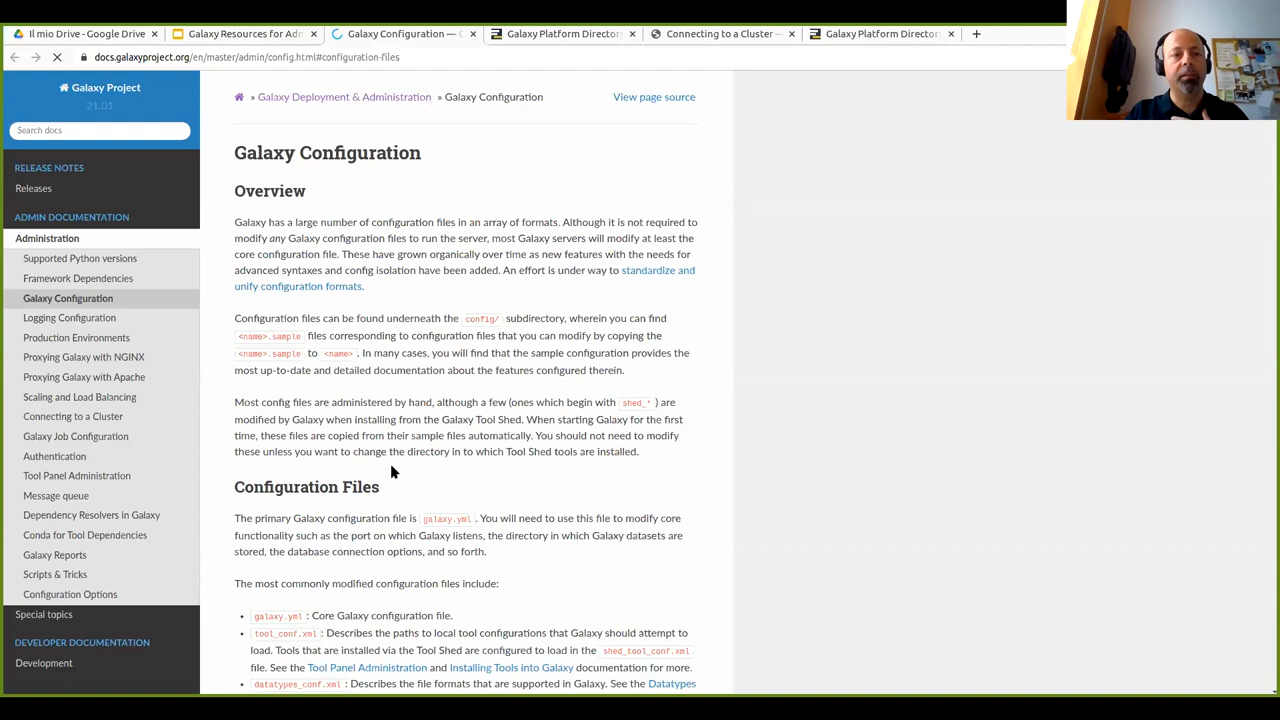 Il mio Drive - Google Drive
Galaxy Resources for Adm
Galaxy Configuration —
Galaxy Platform Directory
Connecting to a Cluster —
Galaxy Platform Directory
docs.galaxyproject.org/en/master/admin/config.html#configuration-files
Galaxy Project
21.01
Search docs
RELEASE NOTES
Releases
ADMIN DOCUMENTATION
Administration
Supported Python versions
Framework Dependencies
Galaxy Configuration
Logging Configuration
Production Environments
Proxying Galaxy with NGINX
Proxying Galaxy with Apache
Scaling and Load Balancing
Connecting to a Cluster
Galaxy Job Configuration
Authentication
Tool Panel Administration
Message queue
Dependency Resolvers in Galaxy
Conda for Tool Dependencies
Galaxy Reports
Scripts & Tricks
Configuration Options
Special topics
DEVELOPER DOCUMENTATION
Development
» Galaxy Deployment & Administration » Galaxy Configuration
View page source
Galaxy Configuration
Overview
Galaxy has a large number of configuration files in an array of formats. Although it is not required to
modify any Galaxy configuration files to run the server, most Galaxy servers will modify at least the
core configuration file. These have grown organically over time as new features with the needs for
advanced syntaxes and config isolation have been added. An effort is under way to standardize and
unify configuration formats.
Configuration files can be found underneath the config/ subdirectory, wherein you can find
<name>.sample files corresponding to configuration files that you can modify by copying the
<name>.sample to <name> . In many cases, you will find that the sample configuration provides the
most up-to-date and detailed documentation about the features configured therein.
Most config files are administered by hand, although a few (ones which begin with shed_* ) are
modified by Galaxy when installing from the Galaxy Tool Shed. When starting Galaxy for the first
time, these files are copied from their sample files automatically. You should not need to modify
these unless you want to change the directory in to which Tool Shed tools are installed.
Configuration Files
The primary Galaxy configuration file is galaxy.yml . You will need to use this file to modify core
functionality such as the port on which Galaxy listens, the directory in which Galaxy datasets are
stored, the database connection options, and so forth.
The most commonly modified configuration files include:
• galaxy.yml : Core Galaxy configuration file.
• tool_conf.xml : Describes the paths to local tool configurations that Galaxy should attempt to
load. Tools that are installed via the Tool Shed are configured to load in the shed_tool_conf.xml
file. See the Tool Panel Administration and Installing Tools into Galaxy documentation for more.
• datatypes_conf.xml : Describes the file formats that are supported in Galaxy. See the Datatypes